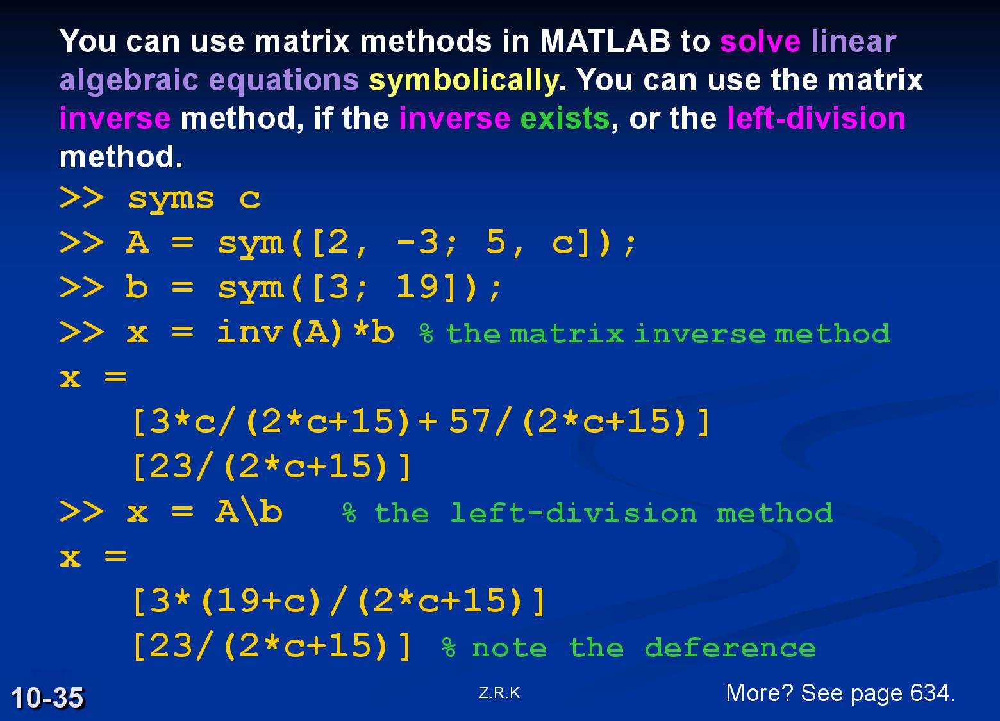 You can use matrix methods in MATLAB to solve linear
algebraic equations symbolically. You can use the matrix
inverse method, if the inverse exists, or the left-division
method.
>> syms c
>> A = sym([2, -3; 5, c]);
>> b = sym([3; 19]);
>> x = inv(A)*b % the matrix inverse method
x =
[3*c/(2*c+15)+ 57/(2*c+15)]
[23/(2*c+15)]
>> x = A\b % the left-division method
x =
[3*(19+c)/(2*c+15)]
[23/(2*c+15)] % note the deference
10-35
Z.R.K
More? See page 634.